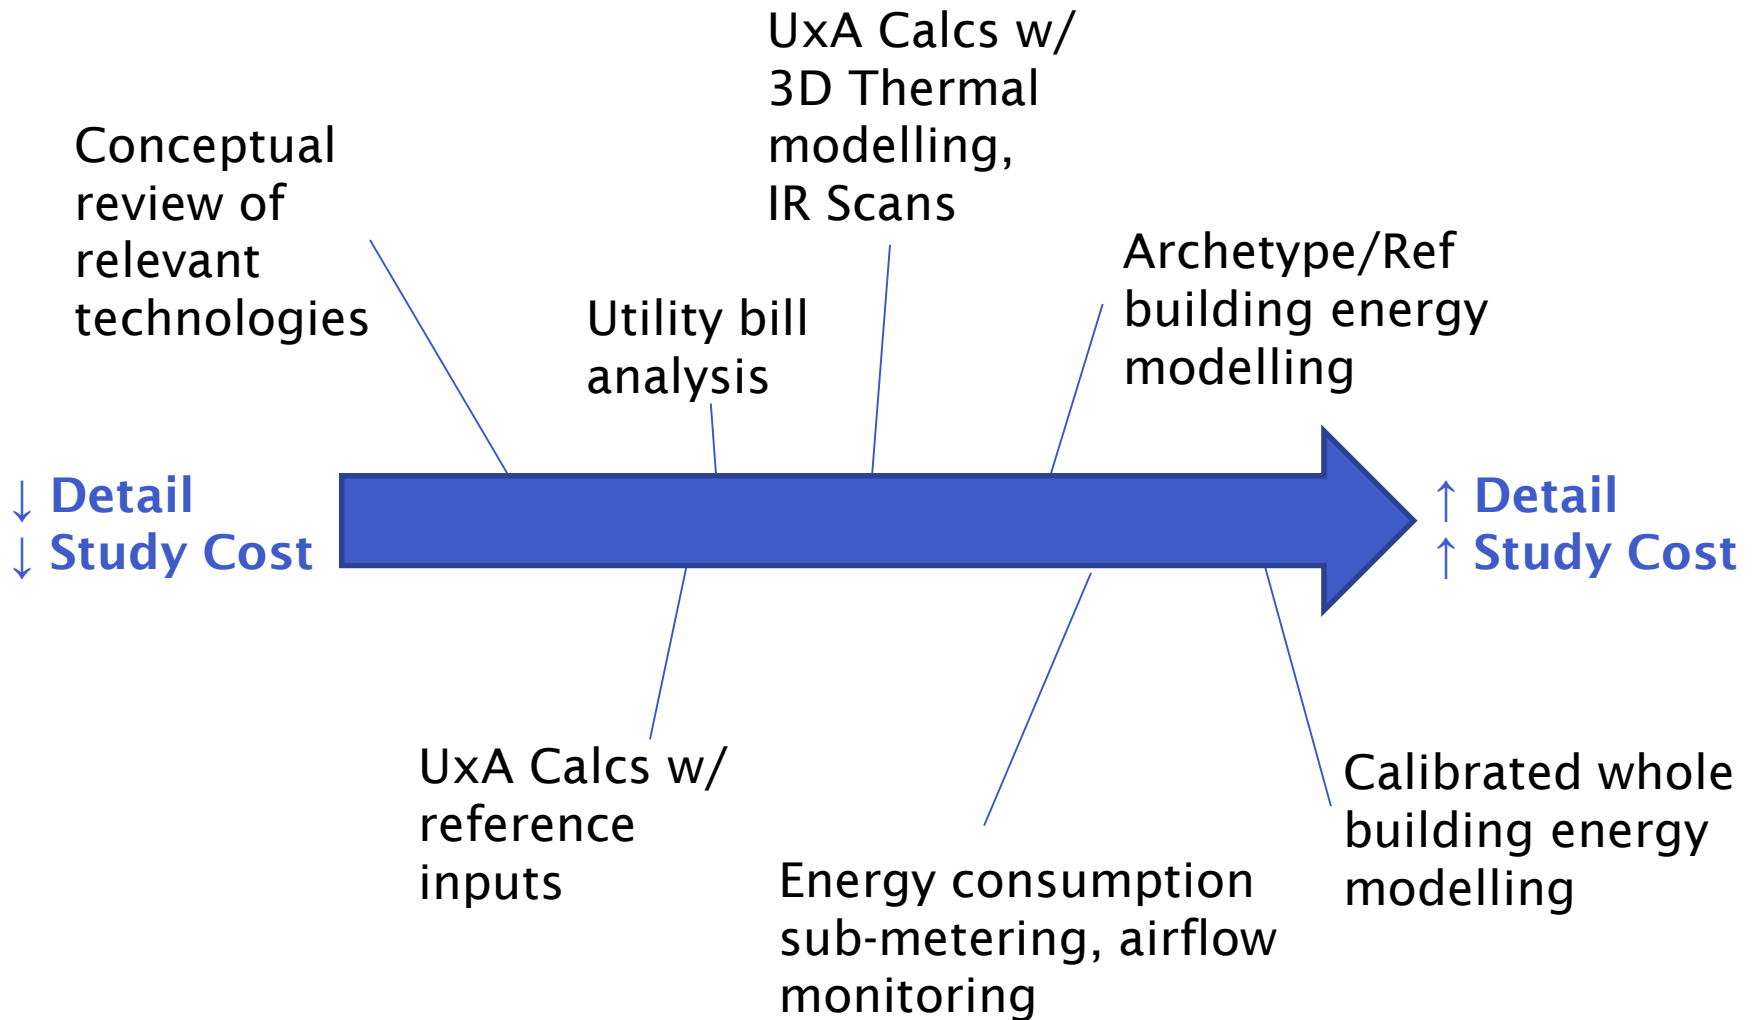 UxA Calcs w/
3D Thermal
modelling,
IR Scans
Conceptual
review of
relevant
technologies
Utility bill
analysis
Archetype/Ref
building energy
modelling
↓ Detail
↓ Study Cost
↑ Detail
↑ Study Cost
UxA Calcs w/
reference
inputs
Energy consumption
sub-metering, airflow
monitoring
Calibrated whole
building energy
modelling